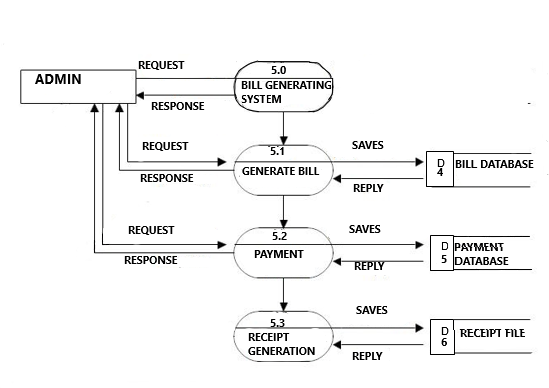 REQUEST
5.0
ADMIN
BILL GENERATING
SYSTEM
RESPONSE
REQUEST
5.1
SAVES
D
4
BILL DATABASE
GENERATE BILL
RESPONSE
REPLY
REQUEST
5.2
SAVES
D
5
PAYMENT
DATABASE
PAYMENT
RESPONSE
REPLY
5.3
SAVES
D
6
RECEIPT FILE
RECEIPT
GENERATION
REPLY